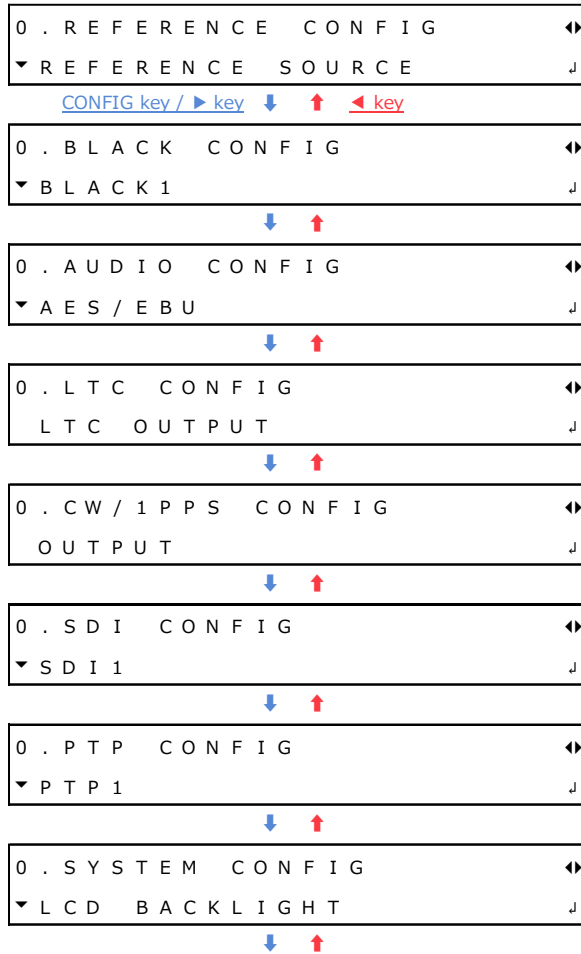 0.REFERENCE CONFIG
REFERENCE SOURCE
CONFIG key / ▶ key ⬇ ⬆ ◀ key
0.BLACK CONFIG
BLACK1
0.AUDIO CONFIG
AES/EBU
0.LTC CONFIG
LTC OUTPUT
0.CW/1PPS CONFIG
OUTPUT
0.SDI CONFIG
SDI1
0.PTP CONFIG
PTP1
0.SYSTEM CONFIG
LCD BACKLIGHT